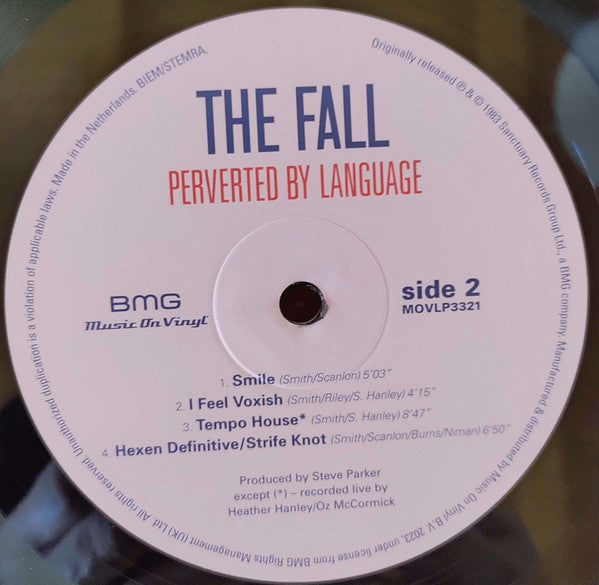 THE FALL
PERVERTED BY LANGUAGE
BMG
Music On Vinyl
side 2
MOVLP3321
1. Smile (Smith/Scanlon) 5'03"
2. I Feel Voxish (Smith/Riley/S. Hanley) 4'15"
3. Tempo House* (Smith/S. Hanley) 8'47"
4. Hexen Definitive/Strife Knot (Smith/Scanlon/Burns/Niman) 6'50"
Produced by Steve Parker
except (*) – recorded live by
Heather Hanley/Oz McCormick
Originally released ℗ & © 1983 Sanctuary Records Group Ltd., a BMG company. Manufactured & distributed by Music On Vinyl B.V. 2023, under license from BMG Rights Management (UK) Ltd. All rights reserved. Unauthorized duplication is a violation of applicable laws. Made in the Netherlands. BIEM/STEMRA.